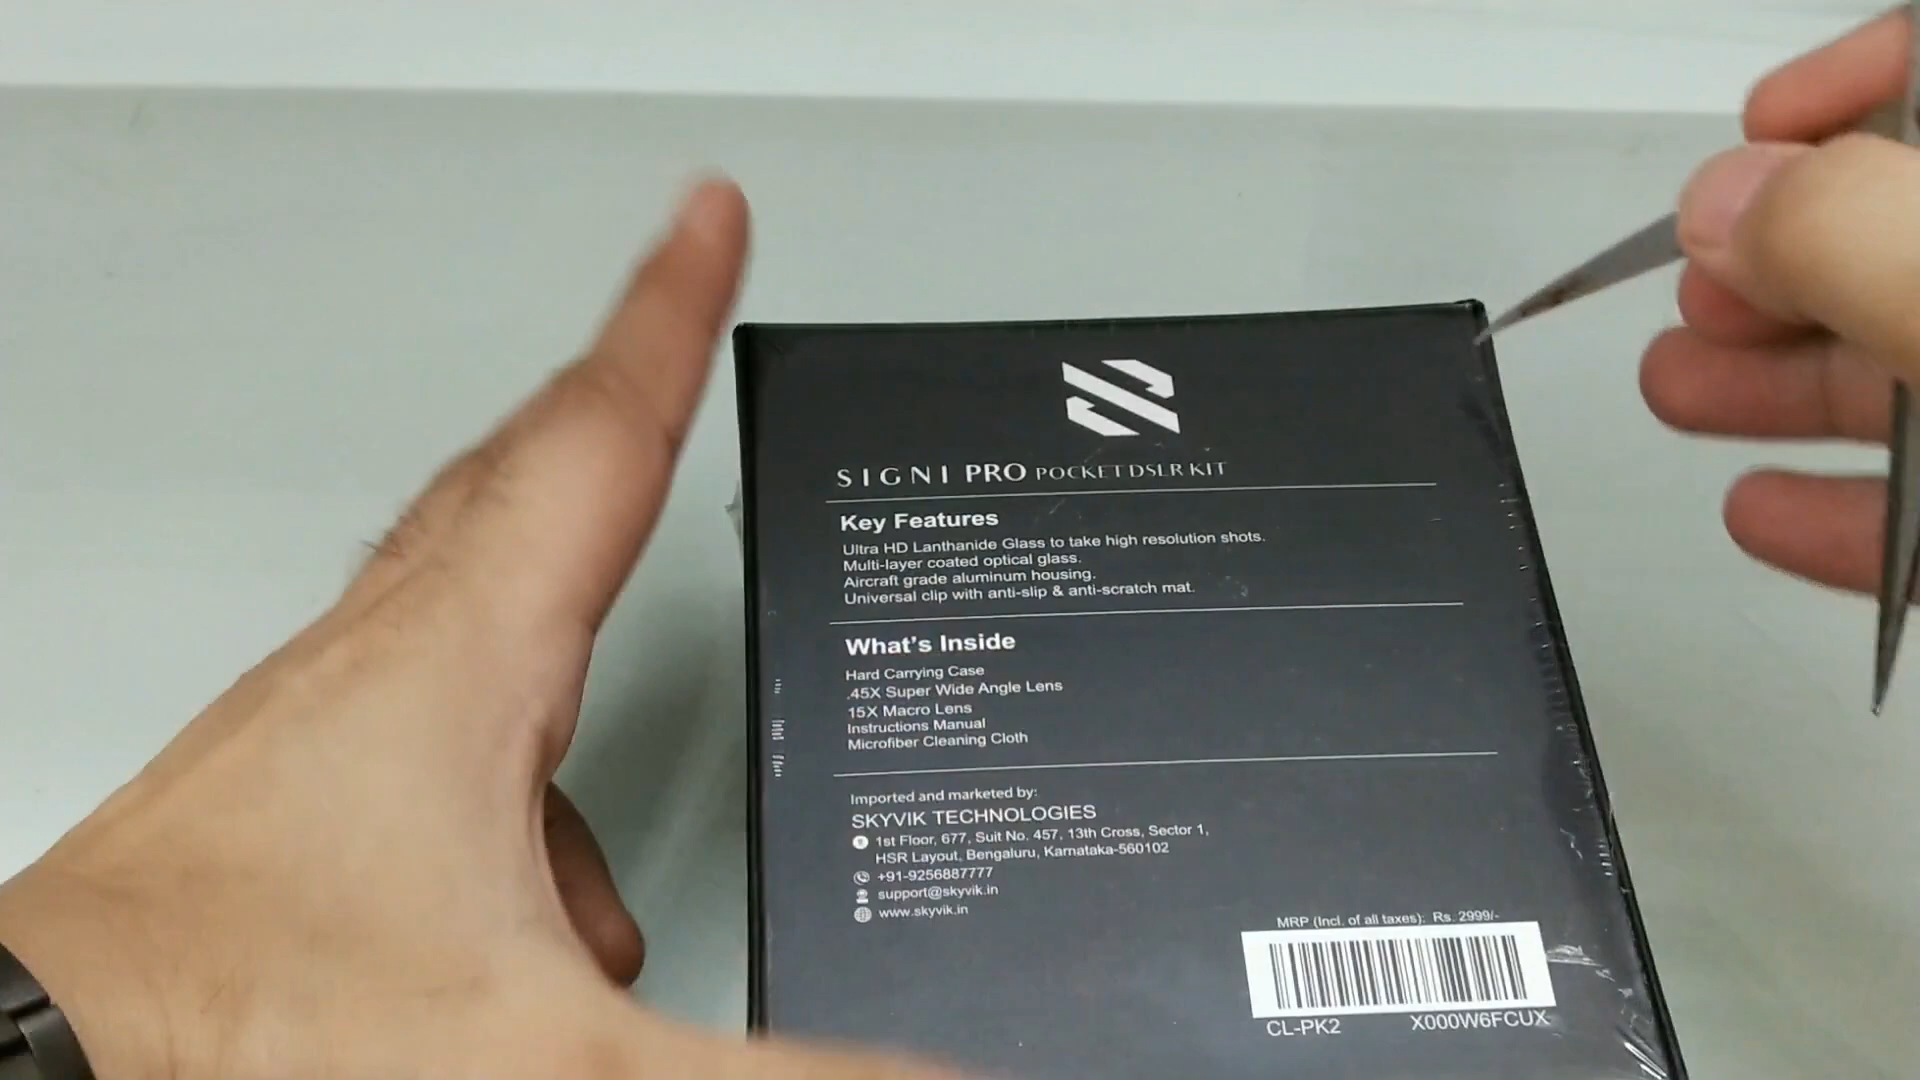 SIGNI PRO POCKET DSLR KIT
Key Features
Ultra HD Lanthanide Glass to take high resolution shots.
Multi-layer coated optical glass.
Aircraft grade aluminum housing.
Universal clip with anti-slip & anti-scratch mat.
What's Inside
Hard Carrying Case
.45X Super Wide Angle Lens
15X Macro Lens
Instructions Manual
Microfiber Cleaning Cloth
Imported and marketed by:
SKYVIK TECHNOLOGIES
1st Floor, 677, Suit No. 457, 13th Cross, Sector 1,
HSR Layout, Bengaluru, Karnataka-560102
+91-9256887777
support@skyvik.in
www.skyvik.in
MRP (Incl. of all taxes): Rs. 2999/-
CL-PK2 X000W6FCUX